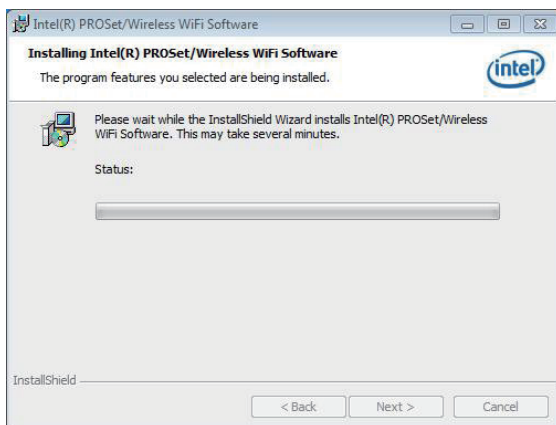 Intel(R) PROSet/Wireless WiFi Software
Installing Intel(R) PROSet/Wireless WiFi Software
The program features you selected are being installed.
intel
Please wait while the InstallShield Wizard installs Intel(R) PROSet/Wireless
WiFi Software. This may take several minutes.
Status:
InstallShield
< Back
Next >
Cancel